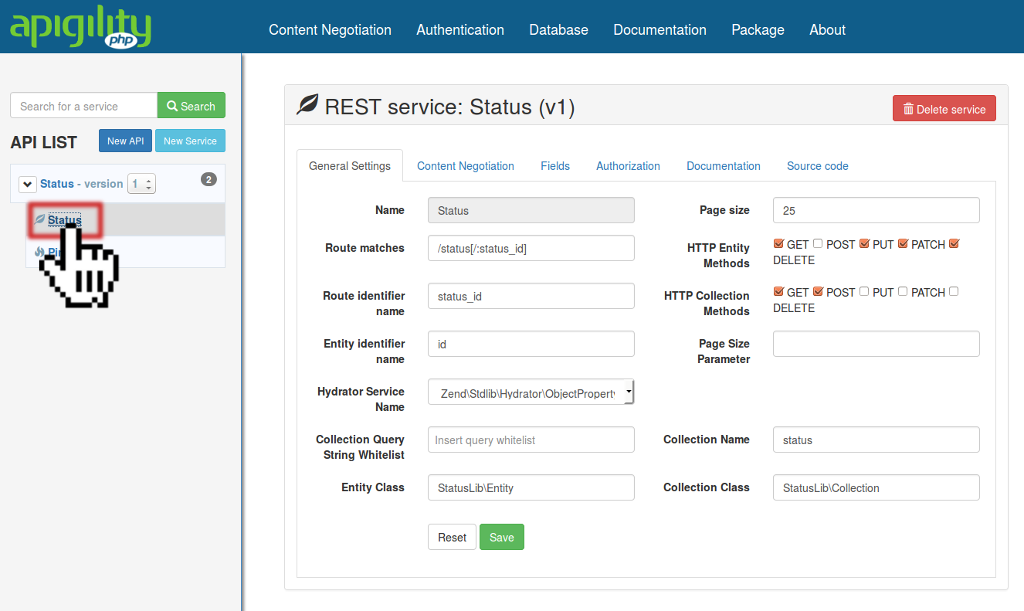 apigility
php
Content Negotiation Authentication Database Documentation Package About
Search for a service Search
API LIST New API New Service
Status - version 1 2
Status
REST service: Status (v1) Delete service
General Settings Content Negotiation Fields Authorization Documentation Source code
Name Status Page size 25
Route matches /status[/:status_id] HTTP Entity Methods GET POST PUT PATCH DELETE
Route identifier name status_id HTTP Collection Methods GET POST PUT PATCH DELETE
Entity identifier name id Page Size Parameter
Hydrator Service Name Zend\Stdlib\Hydrator\ObjectProperty
Collection Query String Whitelist Insert query whitelist Collection Name status
Entity Class StatusLib\Entity Collection Class StatusLib\Collection
Reset Save